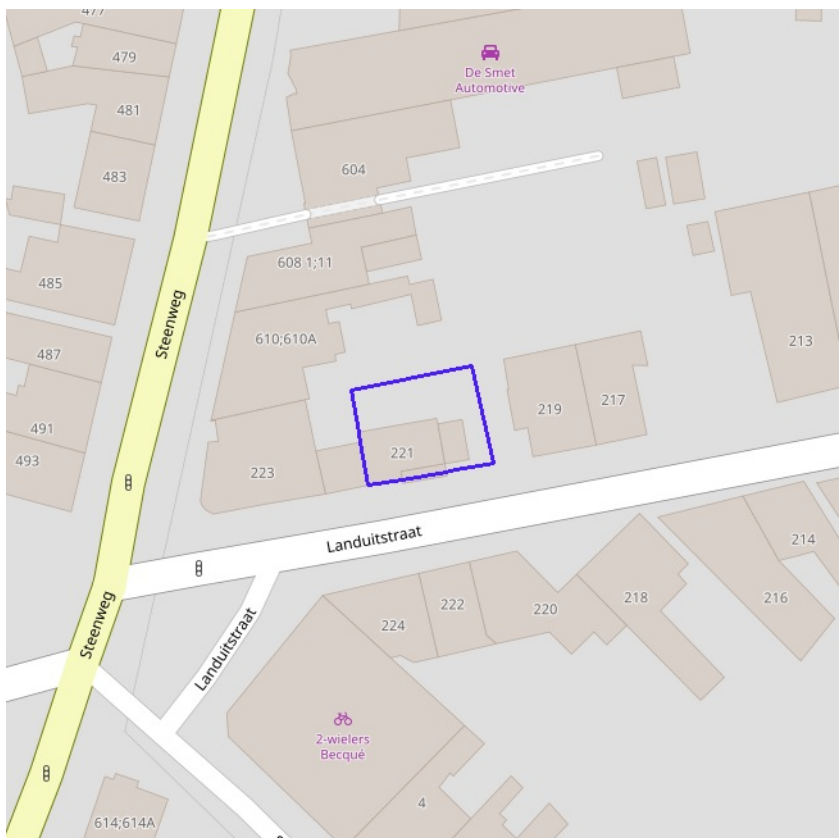 477
479
De Smet
Automotive
481
604
483
608 1;11
485
Steenweg
610;610A
213
487
219
217
491
221
493
223
Landuitstraat
214
Steenweg
222
218
216
220
224
Landuitstraat
2-wielers
Becqué
4
614;614A